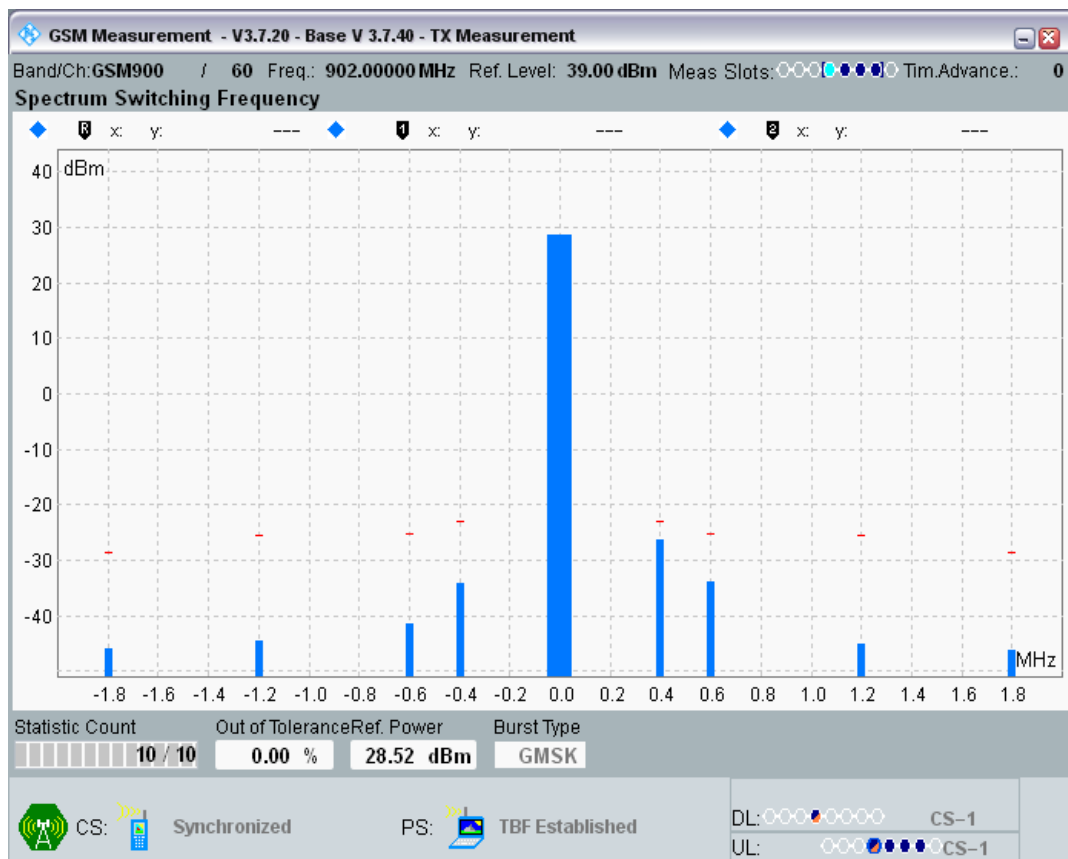 GSM Measurement - V3.7.20 - Base V 3.7.40 - TX Measurement
Band/Ch:GSM900 / 60 Freq.: 902.00000 MHz Ref. Level: 39.00 dBm Meas Slots: Tim.Advance.: 0
Spectrum Switching Frequency
R x: y: --- 1 x: y: --- 2 x: y: ---
dBm
40
30
20
10
0
-10
-20
-30
-40
MHz
-1.8 -1.6 -1.4 -1.2 -1.0 -0.8 -0.6 -0.4 -0.2 0.0 0.2 0.4 0.6 0.8 1.0 1.2 1.4 1.6 1.8
Statistic Count Out of Tolerance Ref. Power Burst Type
10 / 10 0.00 % 28.52 dBm GMSK
CS: Synchronized PS: TBF Established DL: CS-1
UL: CS-1